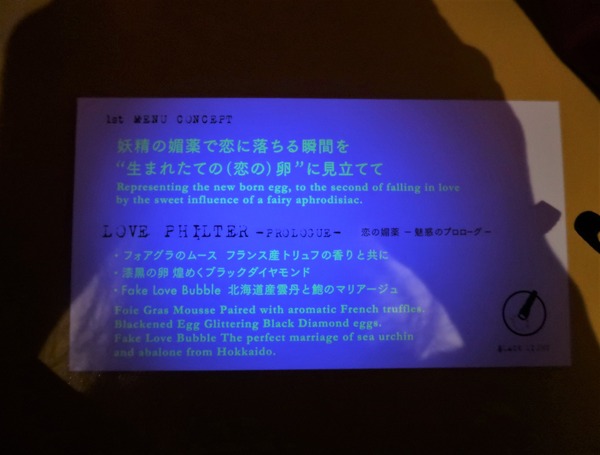 1st MENU CONCEPT
妖精の媚薬で恋に落ちる瞬間を
“生まれたての(恋の)卵”に見立てて
Representing the new born egg, to the second of falling in love
by the sweet influence of a fairy aphrodisiac.
LOVE PHILTER -PROLOGUE- 恋の媚薬 －魅惑のプロローグ－
・フォアグラのムース フランス産トリュフの香りと共に
・漆黒の卵 煌めくブラックダイヤモンド
・Fake Love Bubble 北海道産雲丹と鮑のマリアージュ
Foie Gras Mousse Paired with aromatic French truffles.
Blackened Egg Glittering Black Diamond eggs.
Fake Love Bubble The perfect marriage of sea urchin
and abalone from Hokkaido.
BLACK